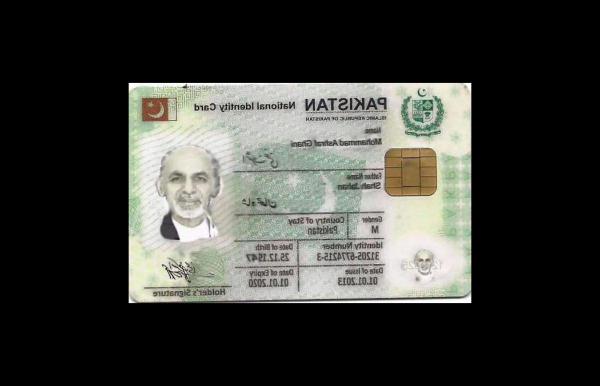 PAKISTAN National Identity Card
ISLAMIC REPUBLIC OF PAKISTAN
Name
Mohammad Ashraf Ghani
Father Name
Shah Jahan
Gender Country of Stay
M Pakistan
Identity Number Date of Birth
31205-6774215-3 25.12.1947
Date of Issue Date of Expiry
01.01.2013 01.01.2020
Holder's Signature